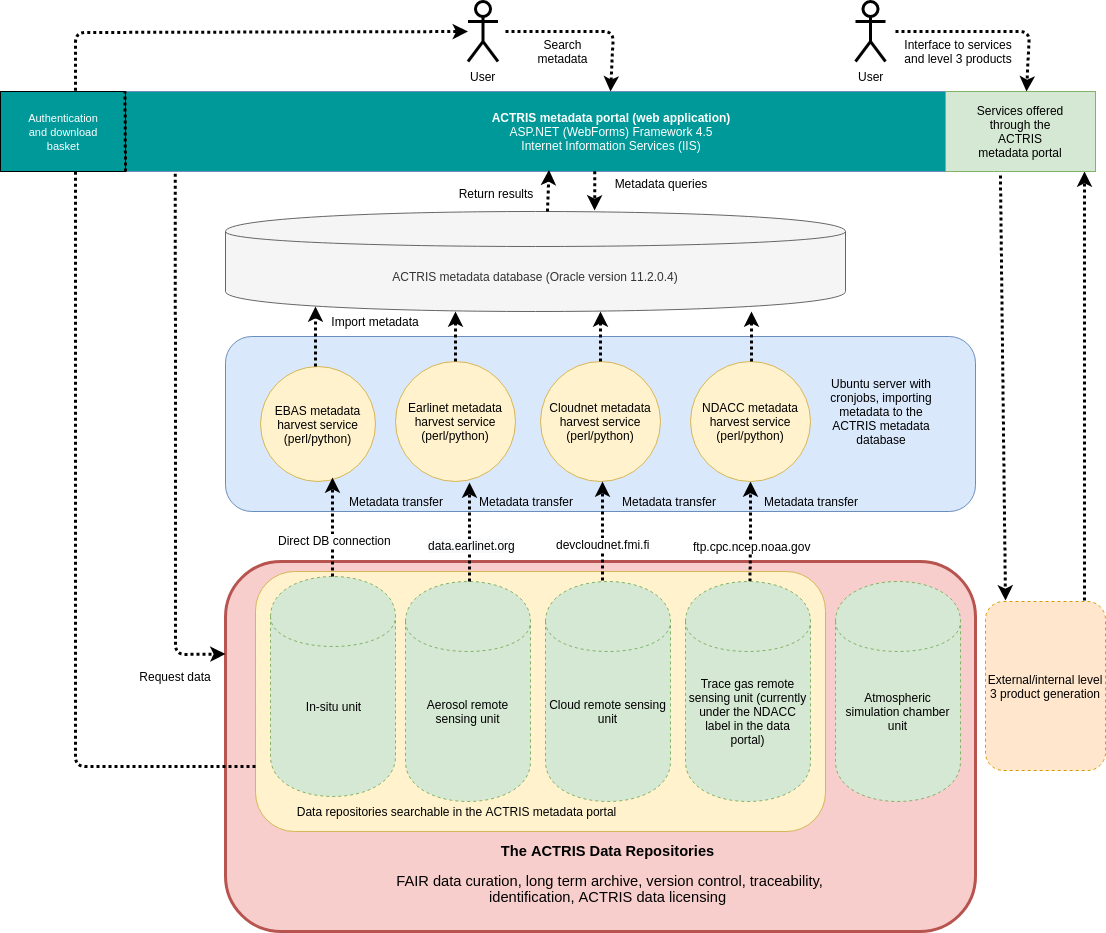 User
Search
metadata
User
Interface to services
and level 3 products
Authentication
and download
basket
ACTRIS metadata portal (web application)
ASP.NET (WebForms) Framework 4.5
Internet Information Services (IIS)
Services offered
through the
ACTRIS
metadata portal
Return results
Metadata queries
ACTRIS metadata database (Oracle version 11.2.0.4)
Import metadata
EBAS metadata
harvest service
(perl/python)
Earlinet metadata
harvest service
(perl/python)
Cloudnet metadata
harvest service
(perl/python)
NDACC metadata
harvest service
(perl/python)
Ubuntu server with
cronjobs, importing
metadata to the
ACTRIS metadata
database
Metadata transfer
Metadata transfer
Metadata transfer
Metadata transfer
Direct DB connection
data.earlinet.org
devcloudnet.fmi.fi
ftp.cpc.ncep.noaa.gov
Request data
In-situ unit
Aerosol remote
sensing unit
Cloud remote sensing
unit
Trace gas remote
sensing unit (currently
under the NDACC
label in the data
portal)
Atmospheric
simulation chamber
unit
External/internal level
3 product generation
Data repositories searchable in the ACTRIS metadata portal
The ACTRIS Data Repositories
FAIR data curation, long term archive, version control, traceability,
identification, ACTRIS data licensing